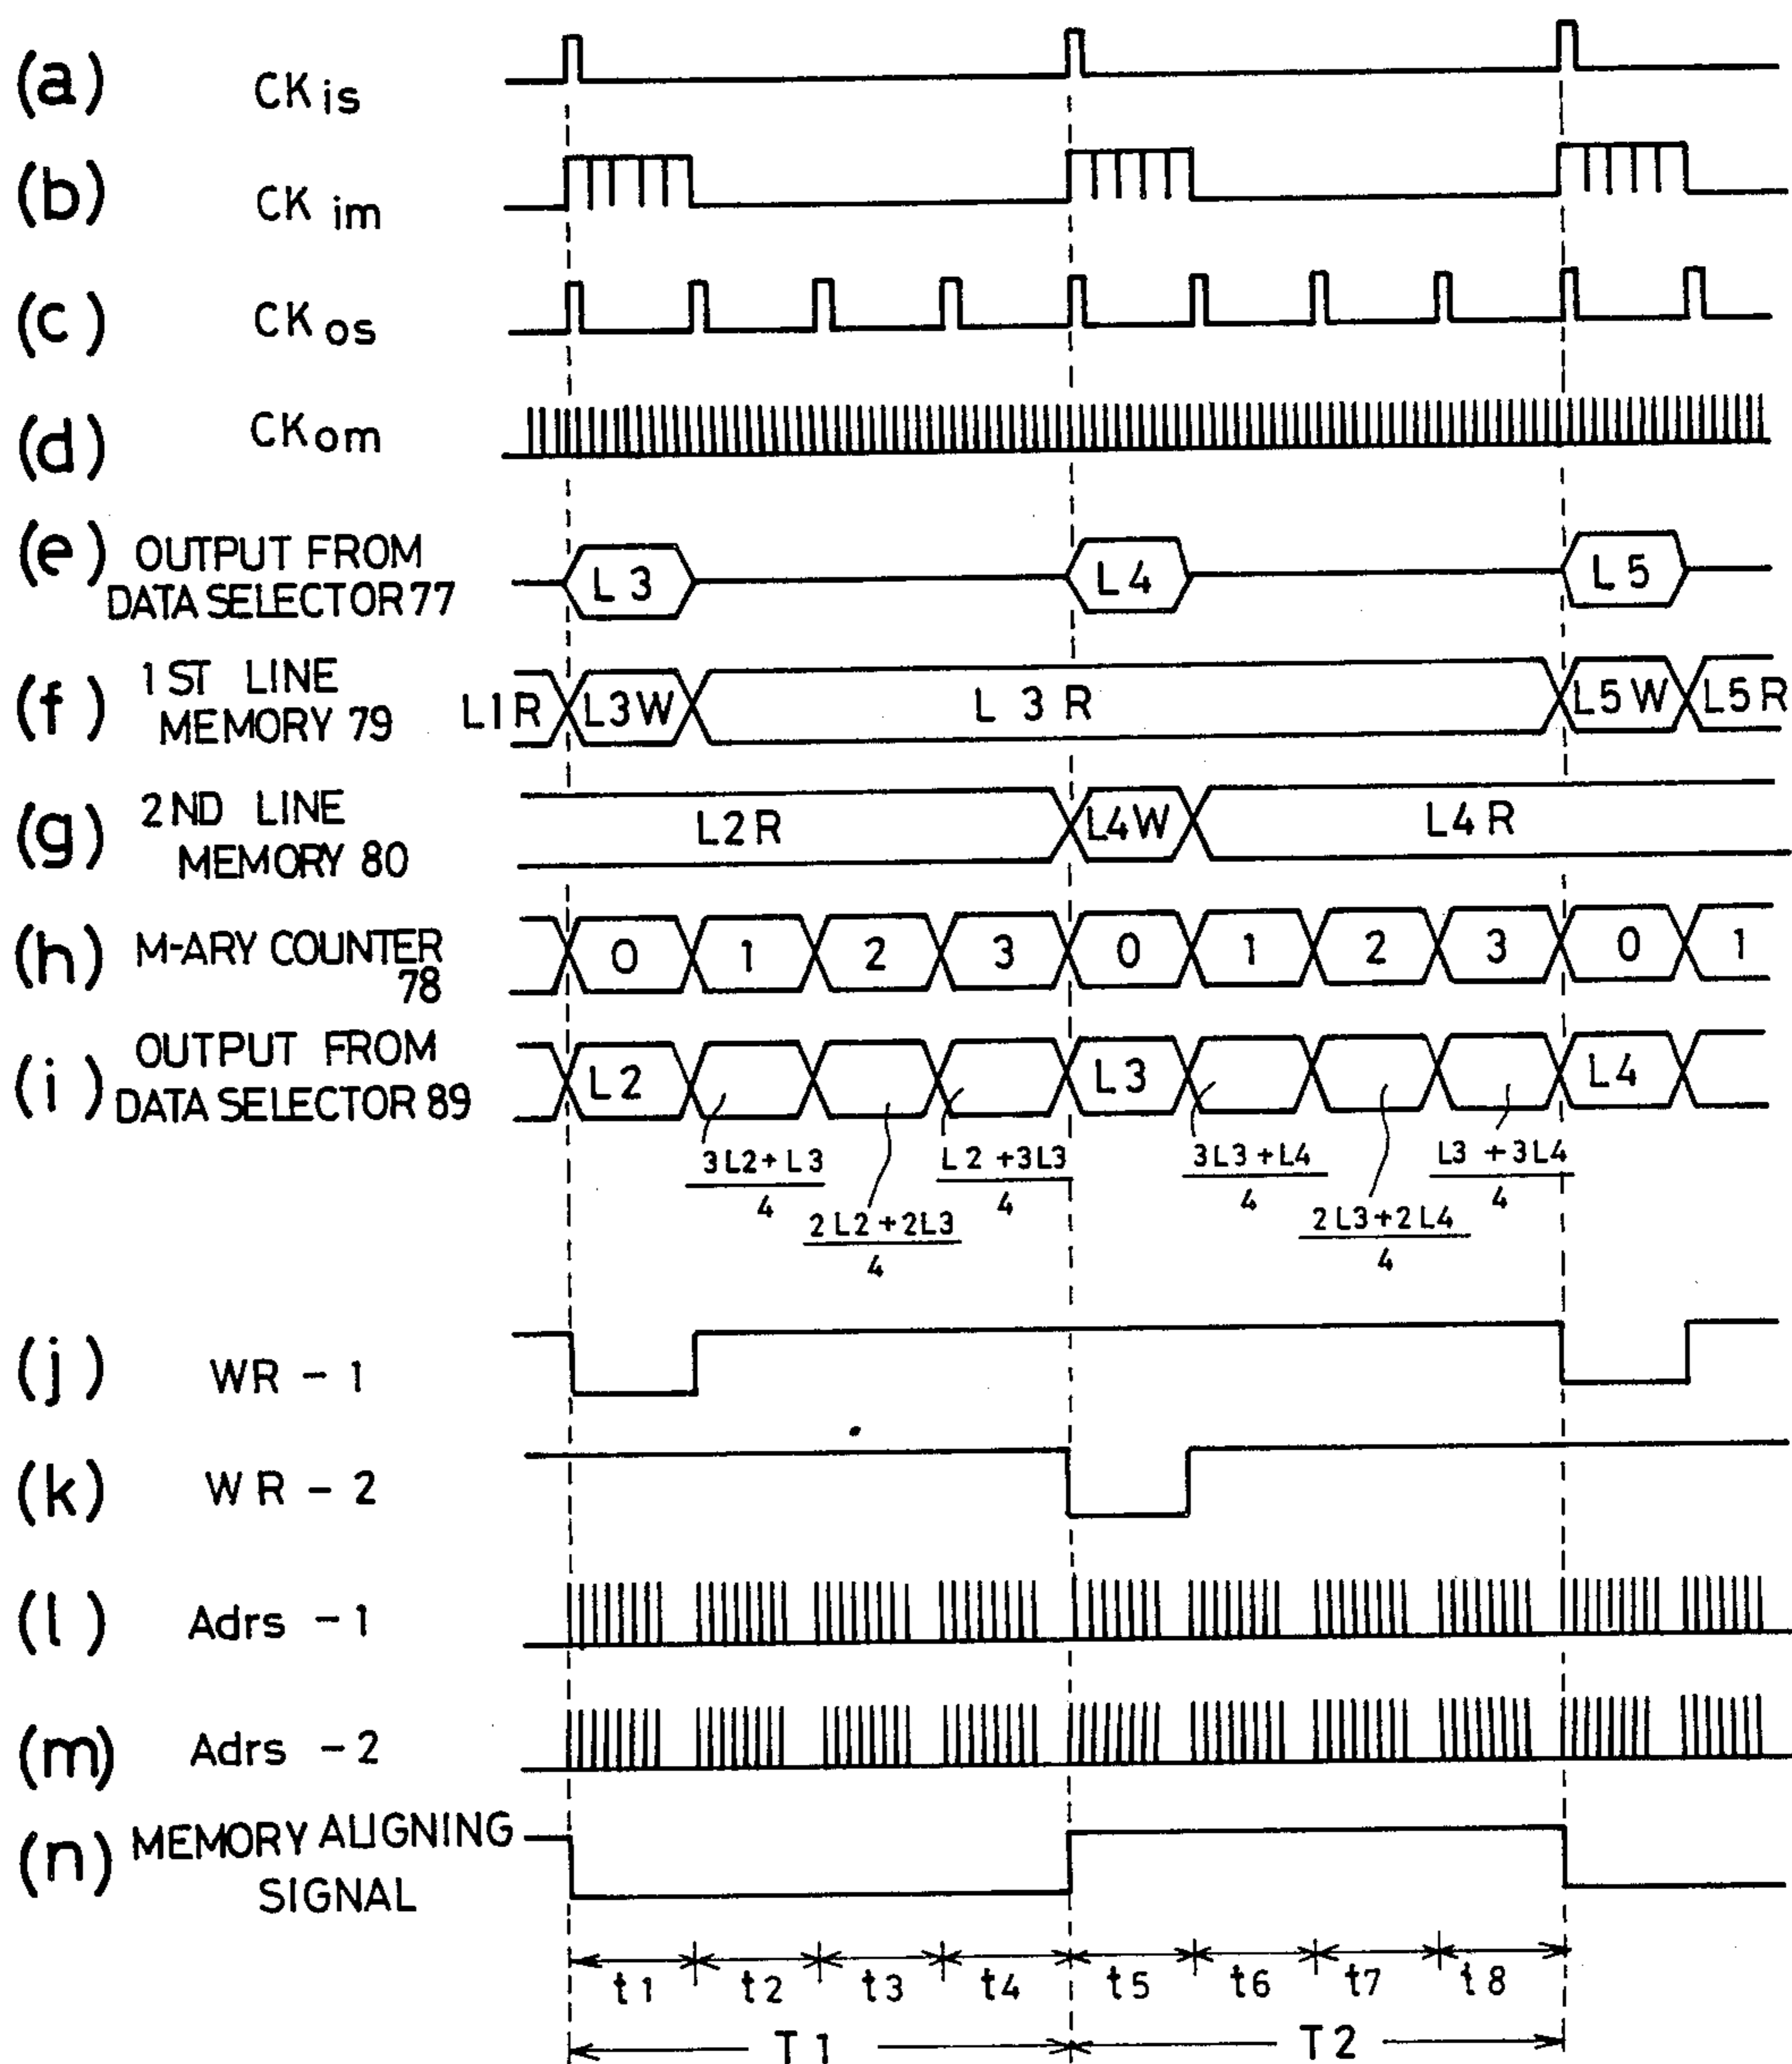 (a) CKis
(b) CKim
(c) CKos
(d) CKom
(e) OUTPUT FROM
DATA SELECTOR 77
L3 L4 L5
(f) 1ST LINE
MEMORY 79
L1R L3W L3R L5W L5R
(g) 2ND LINE
MEMORY 80
L2R L4W L4R
(h) M-ARY COUNTER
78
0 1 2 3 0 1 2 3 0 1
(i) OUTPUT FROM
DATA SELECTOR 89
L2 L3 L4
3L2+L3 L2+3L3 3L3+L4 L3+3L4
4 4 4 4
2L2+2L3 2L3+2L4
4 4
(j) WR-1
(k) WR-2
(l) Adrs-1
(m) Adrs-2
(n) MEMORY ALIGNING
SIGNAL
t1 t2 t3 t4 t5 t6 t7 t8
T1 T2